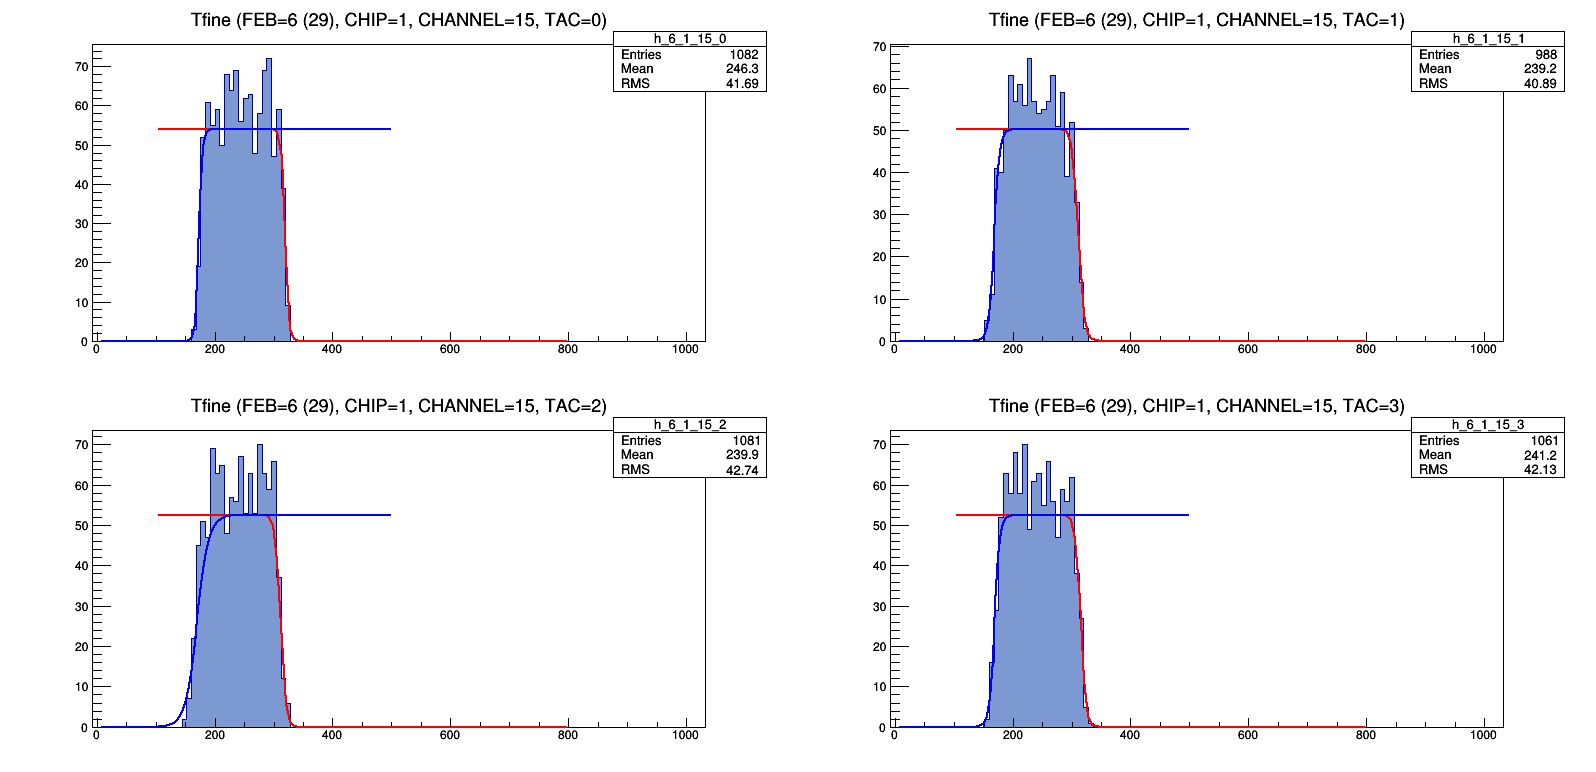 Tfine (FEB=6 (29), CHIP=1, CHANNEL=15, TAC=0)
h_6_1_15_0
Entries 1082
Mean 246.3
RMS 41.69
70
60
50
40
30
20
10
0
0 200 400 600 800 1000
Tfine (FEB=6 (29), CHIP=1, CHANNEL=15, TAC=1)
h_6_1_15_1
Entries 988
Mean 239.2
RMS 40.89
70
60
50
40
30
20
10
0
0 200 400 600 800 1000
Tfine (FEB=6 (29), CHIP=1, CHANNEL=15, TAC=2)
h_6_1_15_2
Entries 1081
Mean 239.9
RMS 42.74
70
60
50
40
30
20
10
0
0 200 400 600 800 1000
Tfine (FEB=6 (29), CHIP=1, CHANNEL=15, TAC=3)
h_6_1_15_3
Entries 1061
Mean 241.2
RMS 42.13
70
60
50
40
30
20
10
0
0 200 400 600 800 1000